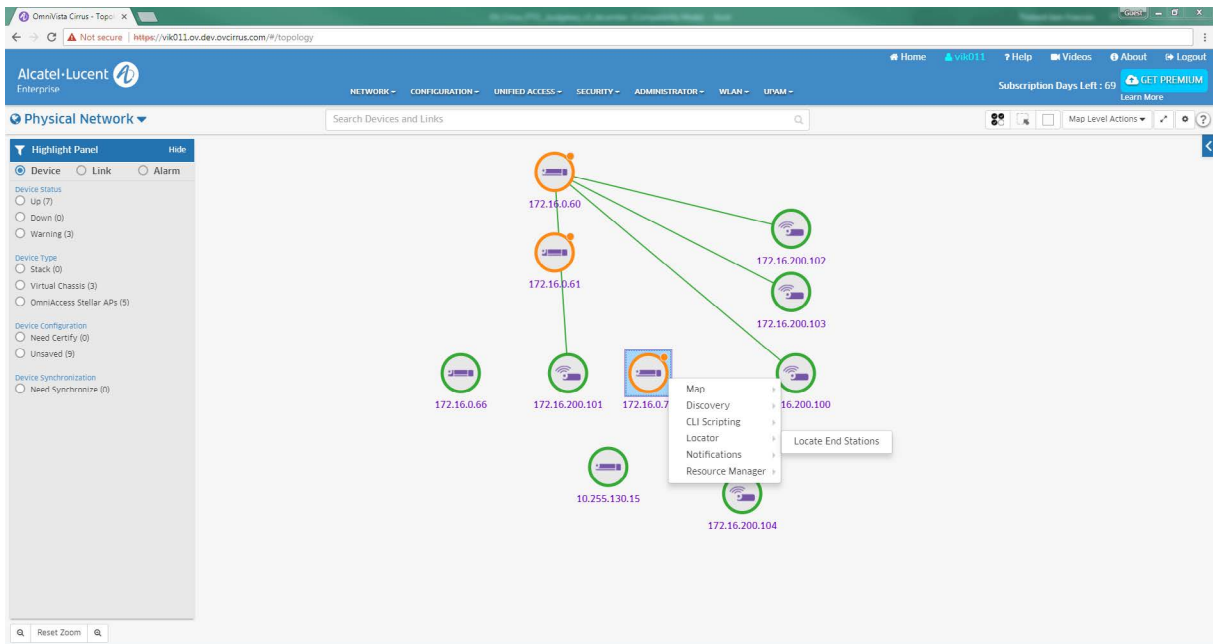 OmniVista Cirrus - Topol
Guest
Not secure https://vik011.ov.dev.ovcirrus.com/#/topology
Home vik011 ? Help Videos About Logout
Alcatel·Lucent
Enterprise
Subscription Days Left : 69 GET PREMIUM
Learn More
NETWORK CONFIGURATION UNIFIED ACCESS SECURITY ADMINISTRATOR WLAN UPAM
Physical Network
Search Devices and Links
Map Level Actions
Highlight Panel Hide
Device Link Alarm
Device Status
Up (7)
Down (0)
Warning (3)
Device Type
Stack (0)
Virtual Chassis (3)
OmniAccess Stellar APs (5)
Device Configuration
Need Certify (0)
Unsaved (9)
Device Synchronization
Need Synchronize (0)
172.16.0.60
172.16.200.102
172.16.0.61
172.16.200.103
172.16.0.66
172.16.200.101
172.16.0.7
16.200.100
Map
Discovery
CLI Scripting
Locator
Locate End Stations
Notifications
Resource Manager
10.255.130.15
172.16.200.104
Reset Zoom